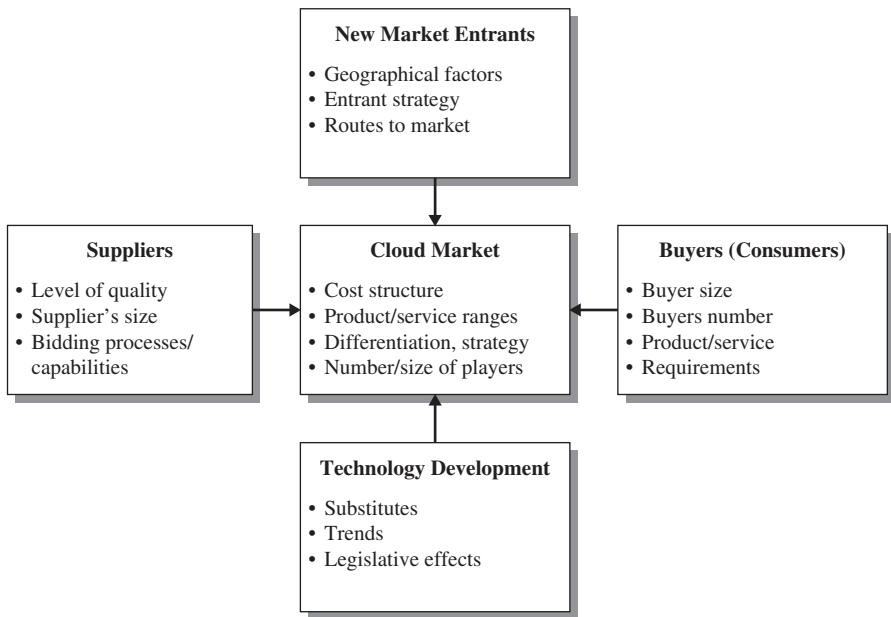 New Market Entrants
• Geographical factors
• Entrant strategy
• Routes to market
Suppliers
• Level of quality
• Supplier's size
• Bidding processes/
capabilities
Cloud Market
• Cost structure
• Product/service ranges
• Differentiation, strategy
• Number/size of players
Buyers (Consumers)
• Buyer size
• Buyers number
• Product/service
• Requirements
Technology Development
• Substitutes
• Trends
• Legislative effects